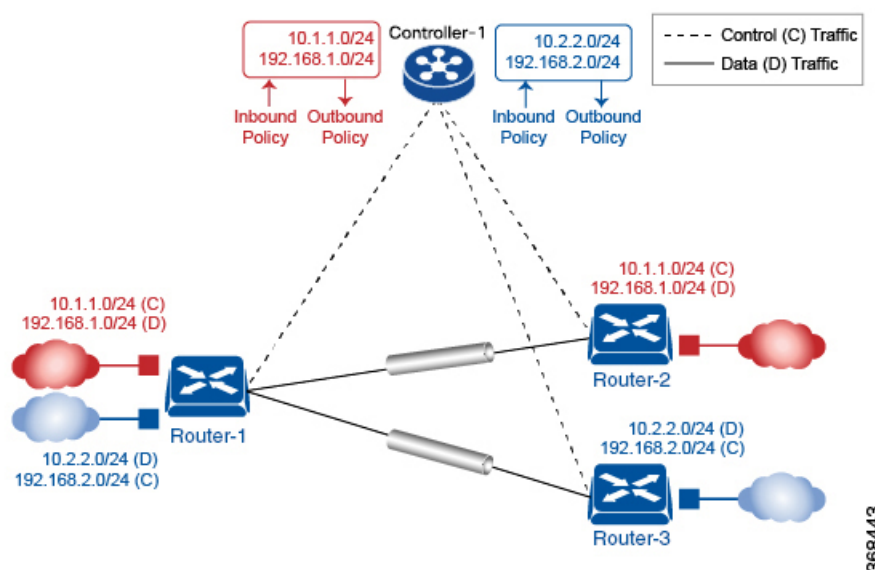 10.1.1.0/24
192.168.1.0/24
Controller-1
10.2.2.0/24
192.168.2.0/24
Control (C) Traffic
Data (D) Traffic
Inbound
Policy
Outbound
Policy
Inbound
Policy
Outbound
Policy
10.1.1.0/24 (C)
192.168.1.0/24 (D)
Router-1
10.2.2.0/24 (D)
192.168.2.0/24 (C)
10.1.1.0/24 (C)
192.168.1.0/24 (D)
Router-2
10.2.2.0/24 (D)
192.168.2.0/24 (C)
Router-3
368443